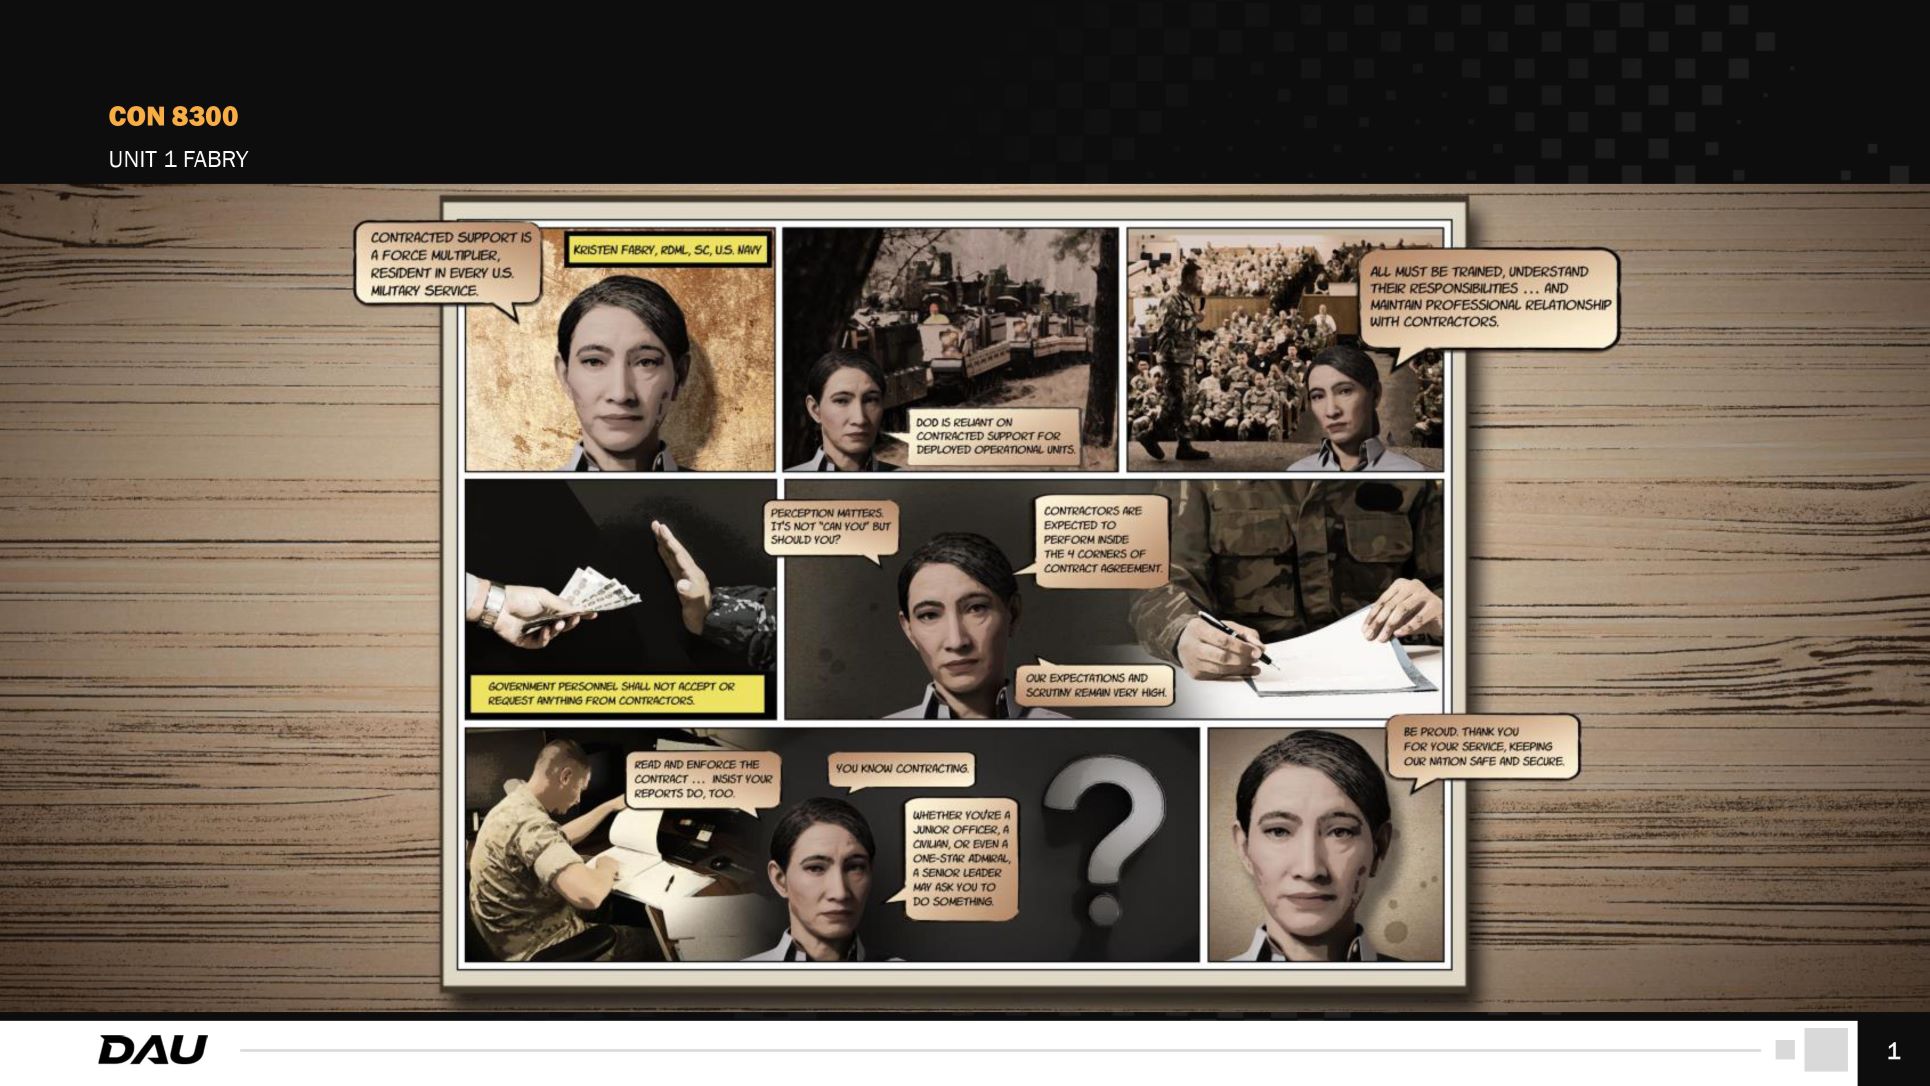 CON 8300
UNIT 1 FABRY
CONTRACTED SUPPORT IS
A FORCE MULTIPLIER,
RESIDENT IN EVERY U.S.
MILITARY SERVICE.
KRISTEN FABRY, RDML, SC, U.S. NAVY
DOD IS RELIANT ON
CONTRACTED SUPPORT FOR
DEPLOYED OPERATIONAL UNITS.
ALL MUST BE TRAINED, UNDERSTAND
THEIR RESPONSIBILITIES ... AND
MAINTAIN PROFESSIONAL RELATIONSHIP
WITH CONTRACTORS.
GOVERNMENT PERSONNEL SHALL NOT ACCEPT OR
REQUEST ANYTHING FROM CONTRACTORS.
PERCEPTION MATTERS.
IT'S NOT "CAN YOU" BUT
SHOULD YOU?
CONTRACTORS ARE
EXPECTED TO
PERFORM INSIDE
THE 4 CORNERS OF
CONTRACT AGREEMENT.
OUR EXPECTATIONS AND
SCRUTINY REMAIN VERY HIGH.
READ AND ENFORCE THE
CONTRACT ... INSIST YOUR
REPORTS DO, TOO.
YOU KNOW CONTRACTING.
WHETHER YOU'RE A
JUNIOR OFFICER, A
CIVILIAN, OR EVEN A
ONE-STAR ADMIRAL,
A SENIOR LEADER
MAY ASK YOU TO
DO SOMETHING.
?
BE PROUD. THANK YOU
FOR YOUR SERVICE, KEEPING
OUR NATION SAFE AND SECURE.
DAU
1